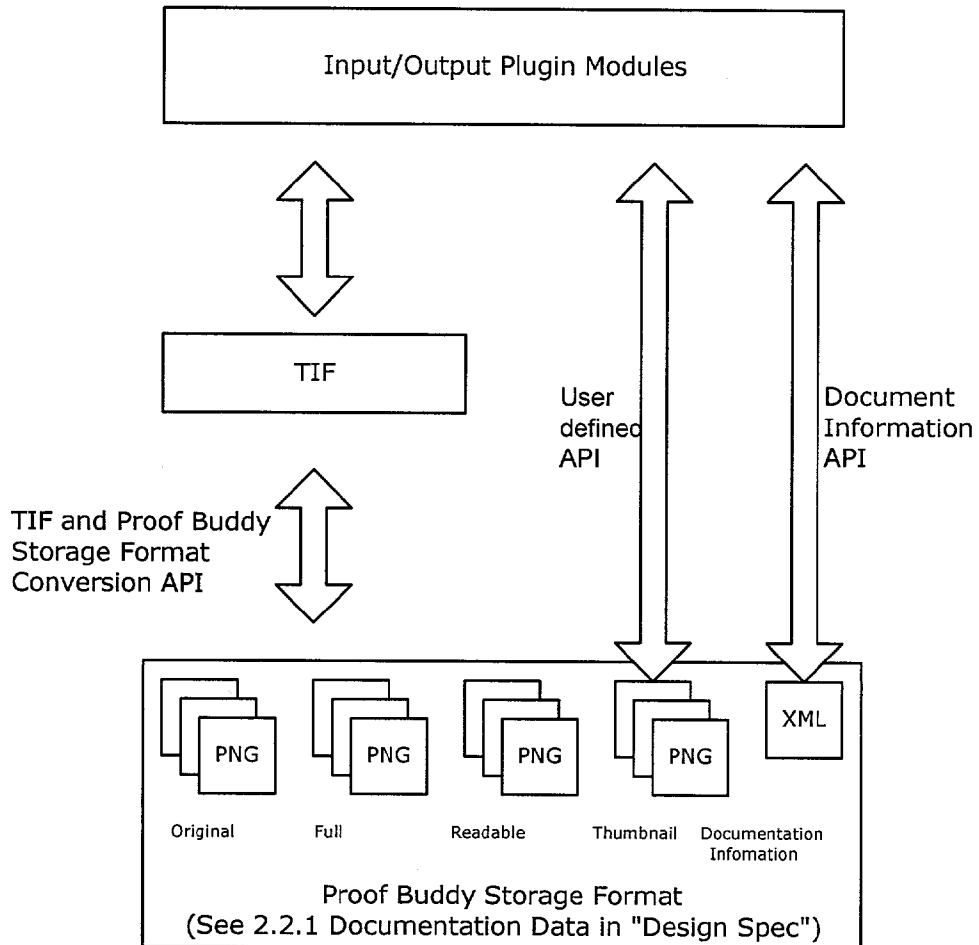 Input/Output Plugin Modules
TIF
User
defined
API
Document
Information
API
TIF and Proof Buddy
Storage Format
Conversion API
PNG
PNG
PNG
PNG
XML
Original
Full
Readable
Thumbnail
Documentation
Infomation
Proof Buddy Storage Format
(See 2.2.1 Documentation Data in "Design Spec")